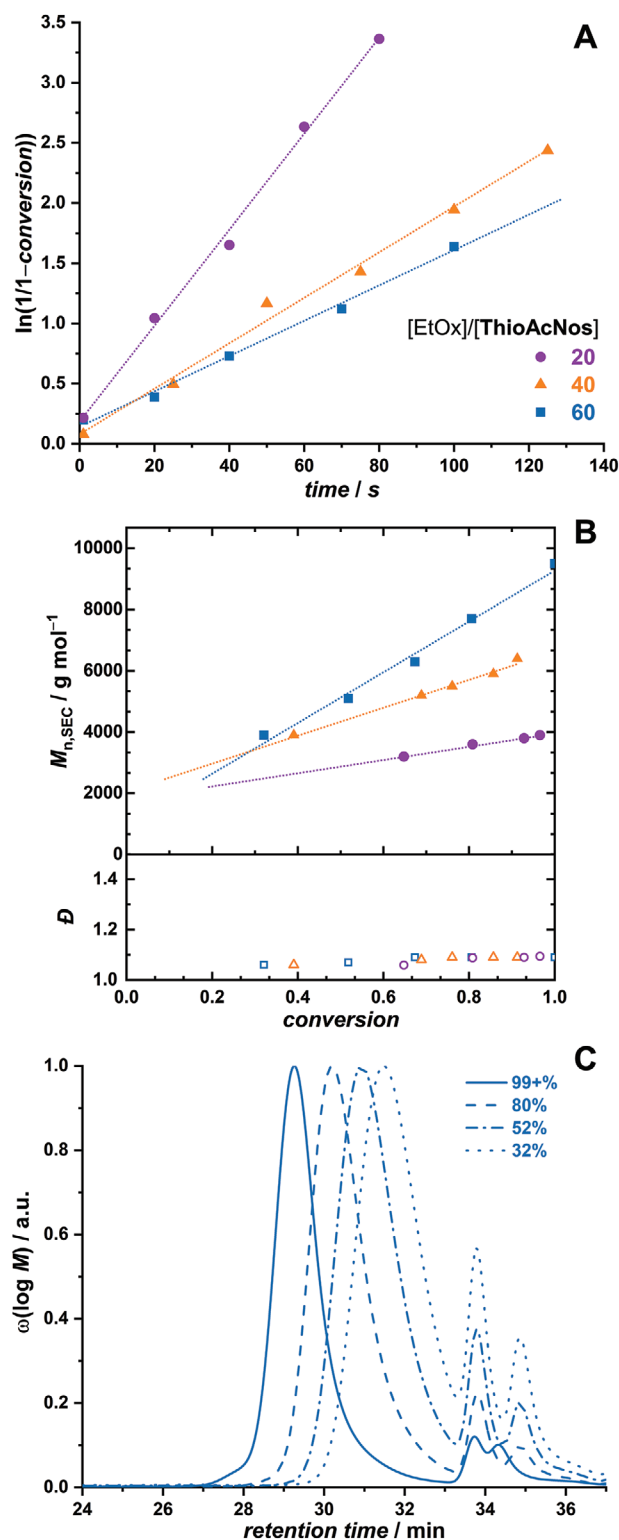 A
3.5
3.0
2.5
2.0
1.5
1.0
0.5
0.0
ln(1/1–conversion))
[EtOx]/[ThioAcNos]
20
40
60
0 20 40 60 80 100 120 140
time / s
B
10000
8000
6000
4000
2000
0
Mn,SEC / g mol⁻¹
1.4
1.2
1.0
Đ
0.0 0.2 0.4 0.6 0.8 1.0
conversion
C
1.0
0.8
0.6
0.4
0.2
0.0
ω(log M) / a.u.
99+%
80%
52%
32%
24 26 28 30 32 34 36
retention time / min